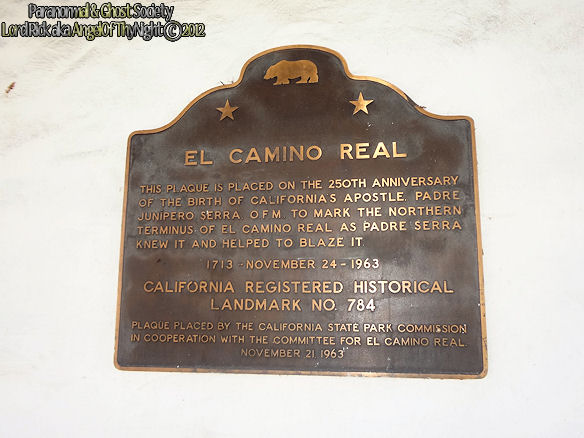 Paranormal & Ghost Society
Lord Rick aka AngelOfThyNight © 2012
EL CAMINO REAL
THIS PLAQUE IS PLACED ON THE 250TH ANNIVERSARY
OF THE BIRTH OF CALIFORNIA'S APOSTLE, PADRE
JUNÍPERO SERRA, O.F.M. TO MARK THE NORTHERN
TERMINUS OF EL CAMINO REAL AS PADRE SERRA
KNEW IT AND HELPED TO BLAZE IT.
1713 - NOVEMBER 24 - 1963
CALIFORNIA REGISTERED HISTORICAL
LANDMARK NO. 784
PLAQUE PLACED BY THE CALIFORNIA STATE PARK COMMISSION
IN COOPERATION WITH THE COMMITTEE FOR EL CAMINO REAL.
NOVEMBER 21, 1963